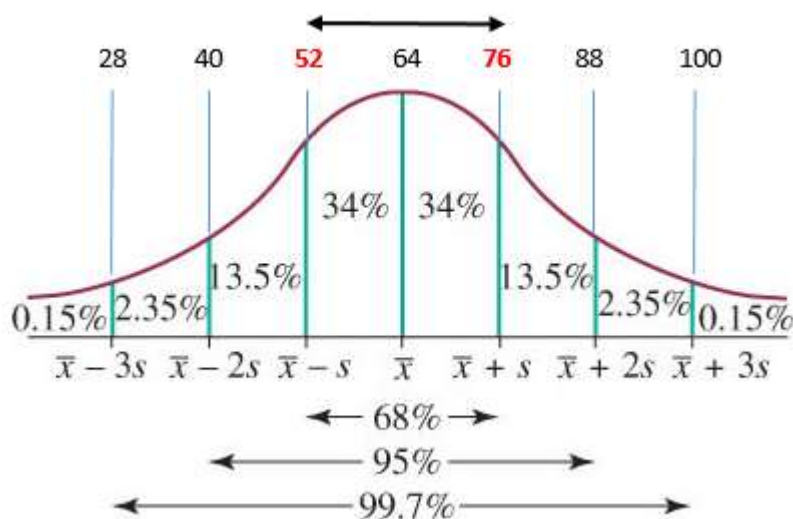 28 40 52 64 76 88 100
34% 34%
13.5% 13.5%
0.15% 2.35% 2.35% 0.15%
x̅ − 3s x̅ − 2s x̅ − s x̅ x̅ + s x̅ + 2s x̅ + 3s
68%
95%
99.7%